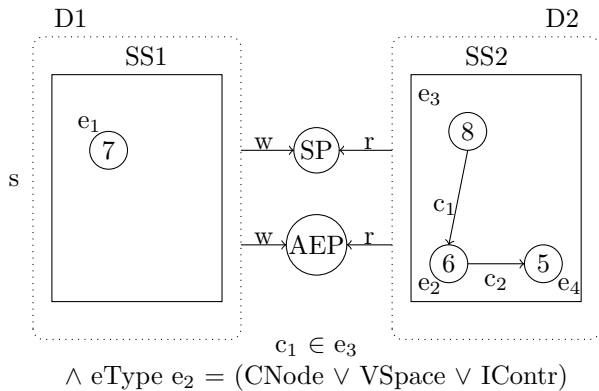 D1
D2
SS1
SS2
e₁
7
s
w
SP
r
w
AEP
r
e₃
8
c₁
6
e₂
c₂
5
e₄
c₁ ∈ e₃
∧ eType e₂ = (CNode ∨ VSpace ∨ IContr)